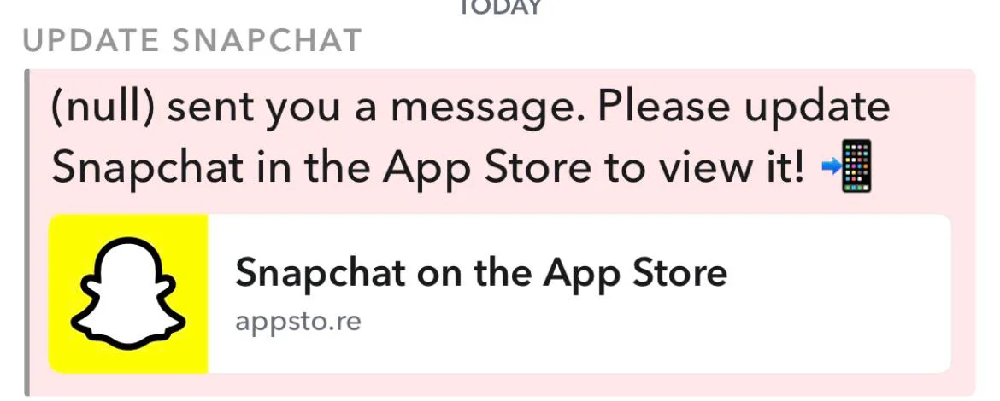 TODAY
UPDATE SNAPCHAT
(null) sent you a message. Please update
Snapchat in the App Store to view it! 📲
Snapchat on the App Store
appsto.re